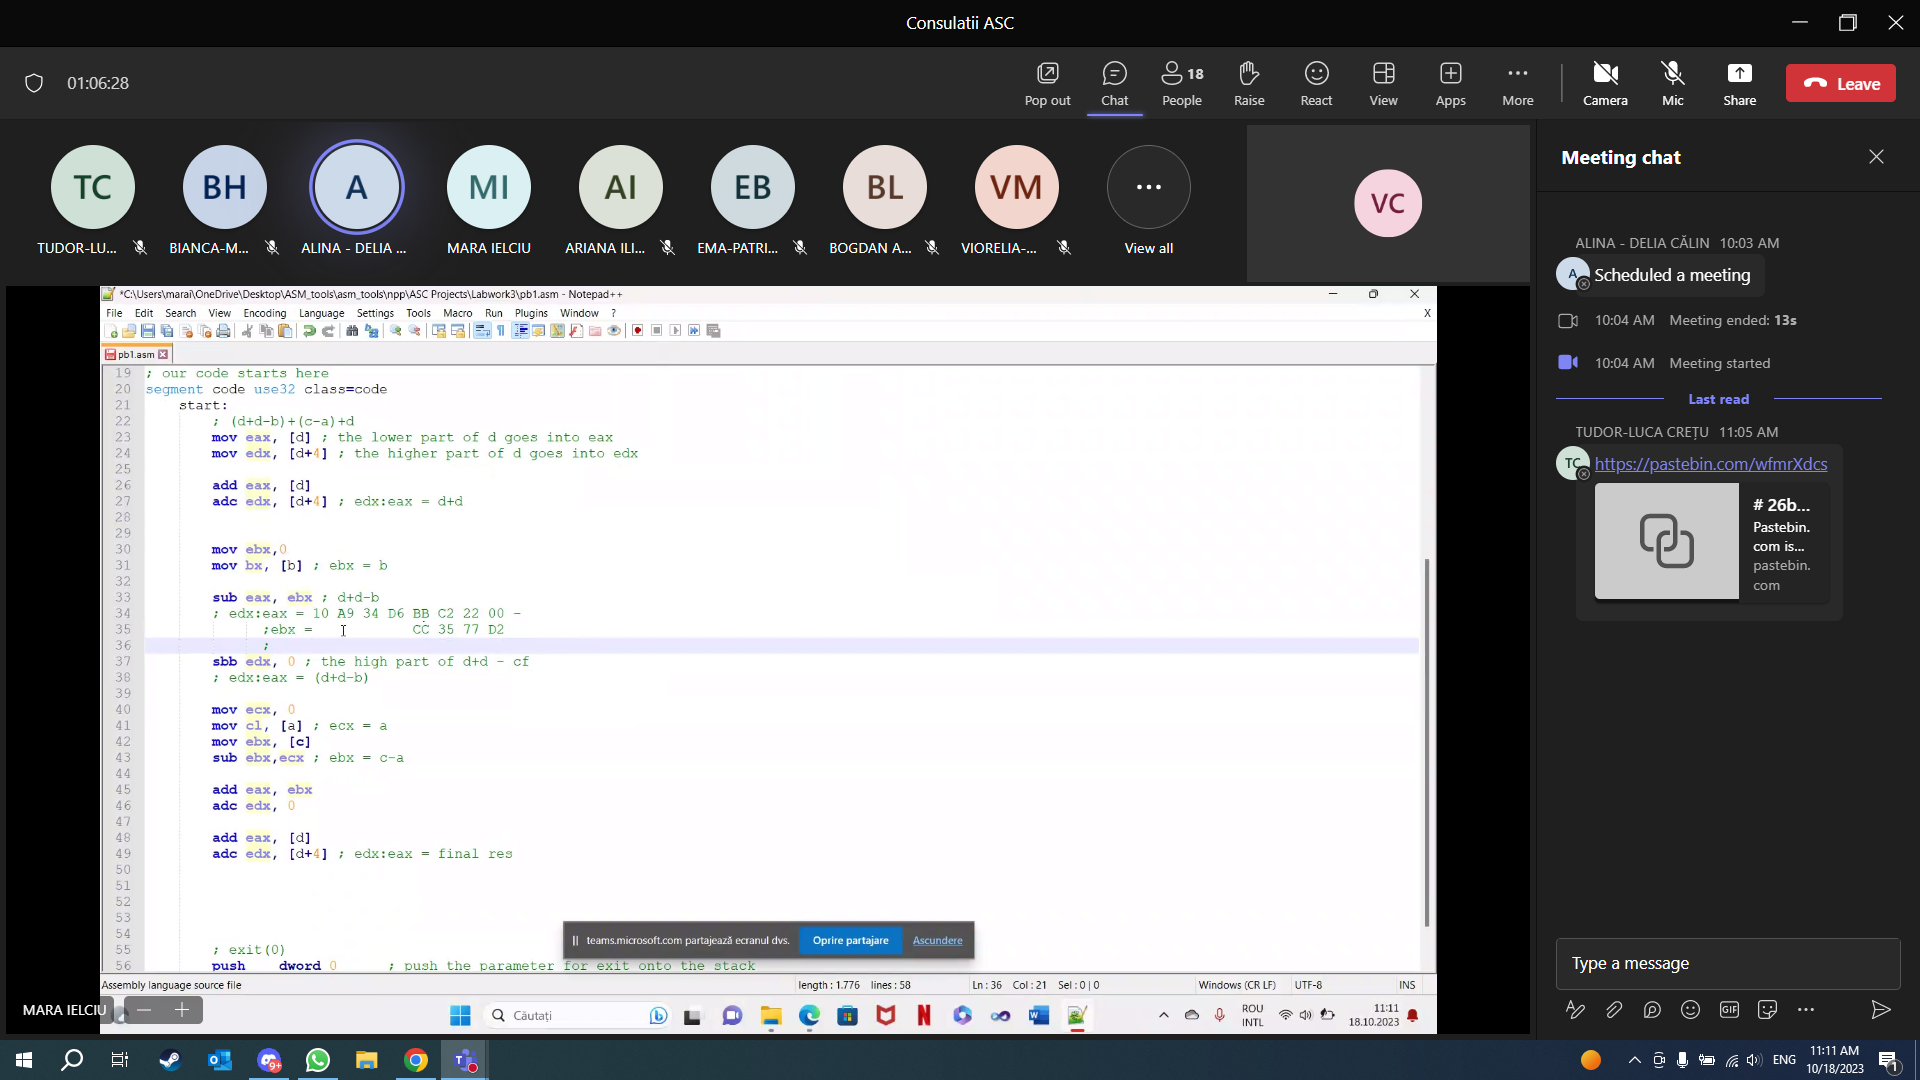 Consulatii ASC
01:06:28
Pop out
Chat
18
People
Raise
React
View
Apps
More
Camera
Mic
Share
Leave
TC
BH
A
MI
AI
EB
BL
VM
...
VC
TUDOR-LU...
BIANCA-M...
ALINA - DELIA ...
MARA IELCIU
ARIANA ILI...
EMA-PATRI...
BOGDAN A...
VIORELIA-...
View all
*C:\Users\marai\OneDrive\Desktop\ASM_tools\asm_tools\npp\ASC Projects\Labwork3\pb1.asm - Notepad++
File Edit Search View Encoding Language Settings Tools Macro Run Plugins Window ? X
pb1.asm
19 ; our code starts here
20 segment code use32 class=code
21 start:
22 ; (d+d-b)+(c-a)+d
23 mov eax, [d] ; the lower part of d goes into eax
24 mov edx, [d+4] ; the higher part of d goes into edx
25
26 add eax, [d]
27 adc edx, [d+4] ; edx:eax = d+d
28
29
30 mov ebx,0
31 mov bx, [b] ; ebx = b
32
33 sub eax, ebx ; d+d-b
34 ; edx:eax = 10 A9 34 D6 BB C2 22 00 -
35 ;ebx = CC 35 77 D2
36 ;
37 sbb edx, 0 ; the high part of d+d - cf
38 ; edx:eax = (d+d-b)
39
40 mov ecx, 0
41 mov cl, [a] ; ecx = a
42 mov ebx, [c]
43 sub ebx,ecx ; ebx = c-a
44
45 add eax, ebx
46 adc edx, 0
47
48 add eax, [d]
49 adc edx, [d+4] ; edx:eax = final res
50
51
52
53
54
55 ; exit(0)
56 push dword 0 ; push the parameter for exit onto the stack
teams.microsoft.com partajează ecranul dvs.
Oprire partajare
Ascundere
Assembly language source file
length : 1.776 lines : 58
Ln : 36 Col : 21 Sel : 0 | 0
Windows (CR LF)
UTF-8
INS
MARA IELCIU
Căutați
ROU
INTL
11:11
18.10.2023
Meeting chat
ALINA - DELIA CĂLIN 10:03 AM
A
Scheduled a meeting
10:04 AM Meeting ended: 13s
10:04 AM Meeting started
Last read
TUDOR-LUCA CREȚU 11:05 AM
TC
https://pastebin.com/wfmrXdcs
# 26b...
Pastebin.
com is...
pastebin.
com
Type a message
GIF
9+
ENG
11:11 AM
10/18/2023
1